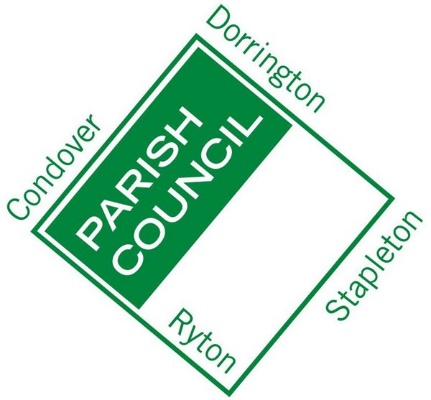 Dorrington
Condover
PARISH
COUNCIL
Stapleton
Ryton